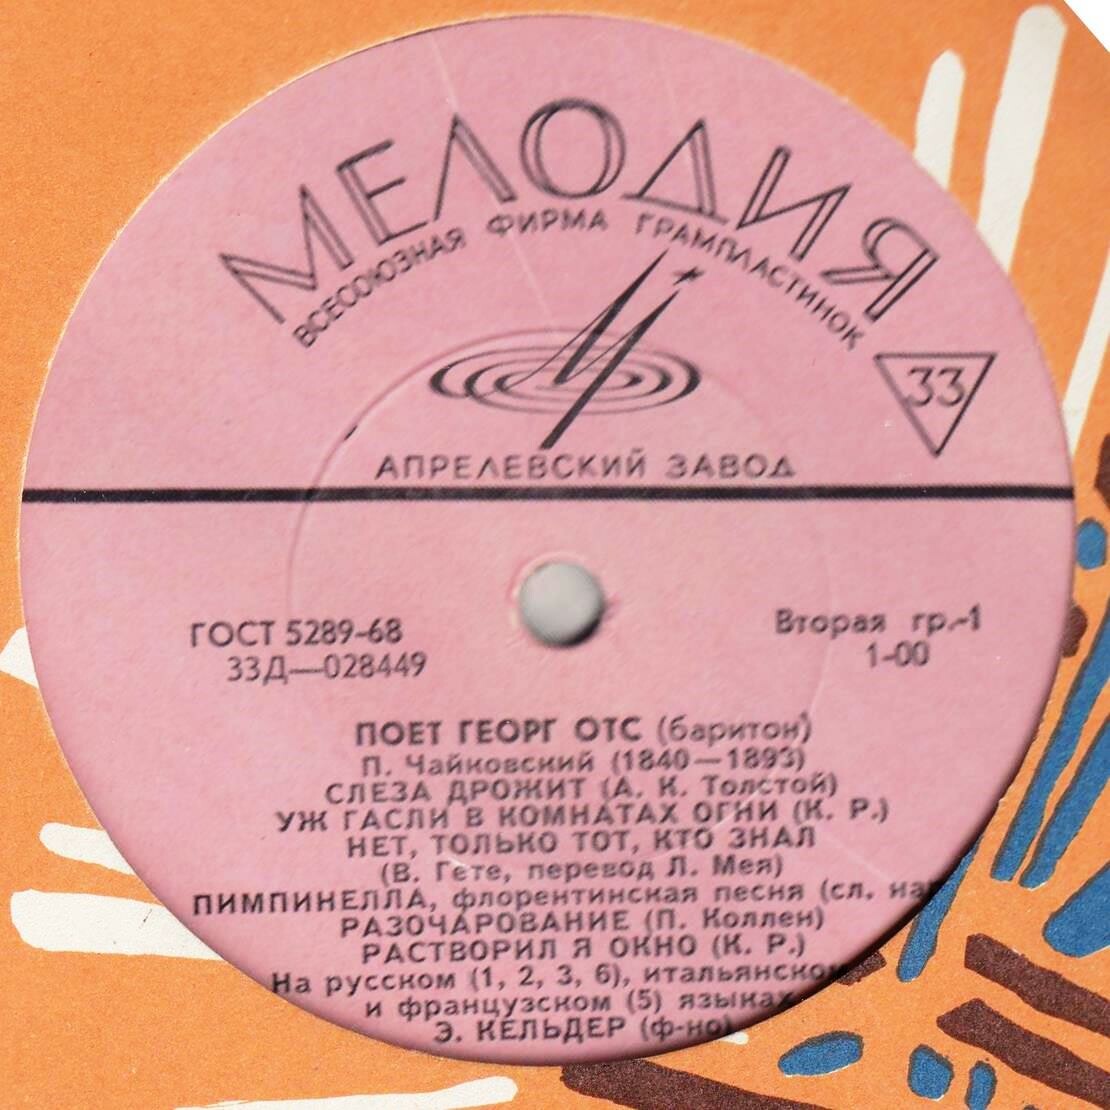 МЕЛОДИЯ
ВСЕСОЮЗНАЯ ФИРМА ГРАМПЛАСТИНОК
33
АПРЕЛЕВСКИЙ ЗАВОД
ГОСТ 5289-68
33Д—028449
Вторая гр.-1
1-00
ПОЕТ ГЕОРГ ОТС (баритон)
П. Чайковский (1840—1893)
СЛЕЗА ДРОЖИТ (А. К. Толстой)
УЖ ГАСЛИ В КОМНАТАХ ОГНИ (К. Р.)
НЕТ, ТОЛЬКО ТОТ, КТО ЗНАЛ
(В. Гете, перевод Л. Мея)
ПИМПИНЕЛЛА, флорентинская песня (сл.
РАЗОЧАРОВАНИЕ (П. Коллен)
РАСТВОРИЛ Я ОКНО (К. Р.)
На русском (1, 2, 3, 6), итальянском
и французском (5) языках
Э. КЕЛЬДЕР (ф-но)